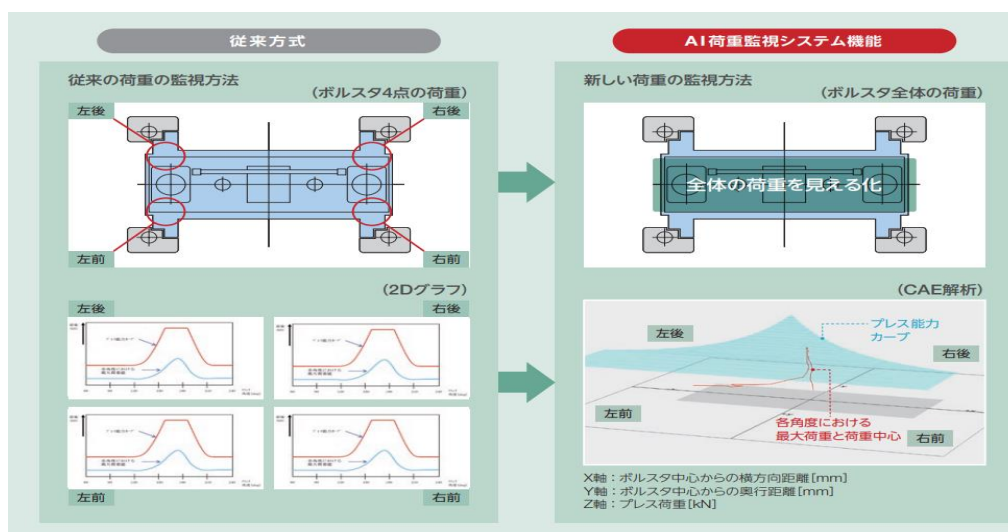 従来方式
従来の荷重の監視方法
(ボルスタ4点の荷重)
左後
右後
左前
右前
(2Dグラフ)
左後
右後
左前
右前
AI荷重監視システム機能
新しい荷重の監視方法
(ボルスタ全体の荷重)
全体の荷重を見える化
(CAE解析)
プレス能力
カーブ
左後
右後
左前
各角度における
最大荷重と荷重中心
右前
X軸：ボルスタ中心からの横方向距離[mm]
Y軸：ボルスタ中心からの奥行距離[mm]
Z軸：プレス荷重[kN]